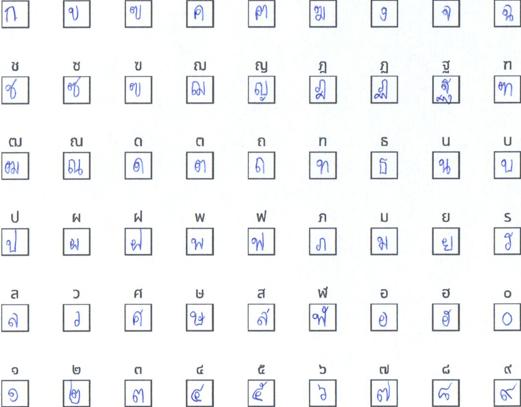 ก ข ฃ ค ฅ ฆ ง จ ฉ
ช ซ ฃ ฌ ญ ฎ ฏ ฐ ฑ
ช ซ ฃ ฌ ญ ฎ ฏ ฐ ฑ
ฒ ณ ด ต ถ ท ธ น บ
ฒ ณ ด ต ถ ท ธ น บ
ป ผ ฝ พ ฟ ภ ม ย ร
ป ผ ฝ พ ฟ ภ ม ย ร
ล ว ศ ษ ส ฬ อ ฮ ๐
ล ว ศ ษ ส ฬ อ ฮ ๐
๑ ๒ ๓ ๔ ๕ ๖ ๗ ๘ ๙
๑ ๒ ๓ ๔ ๕ ๖ ๗ ๘ ๙